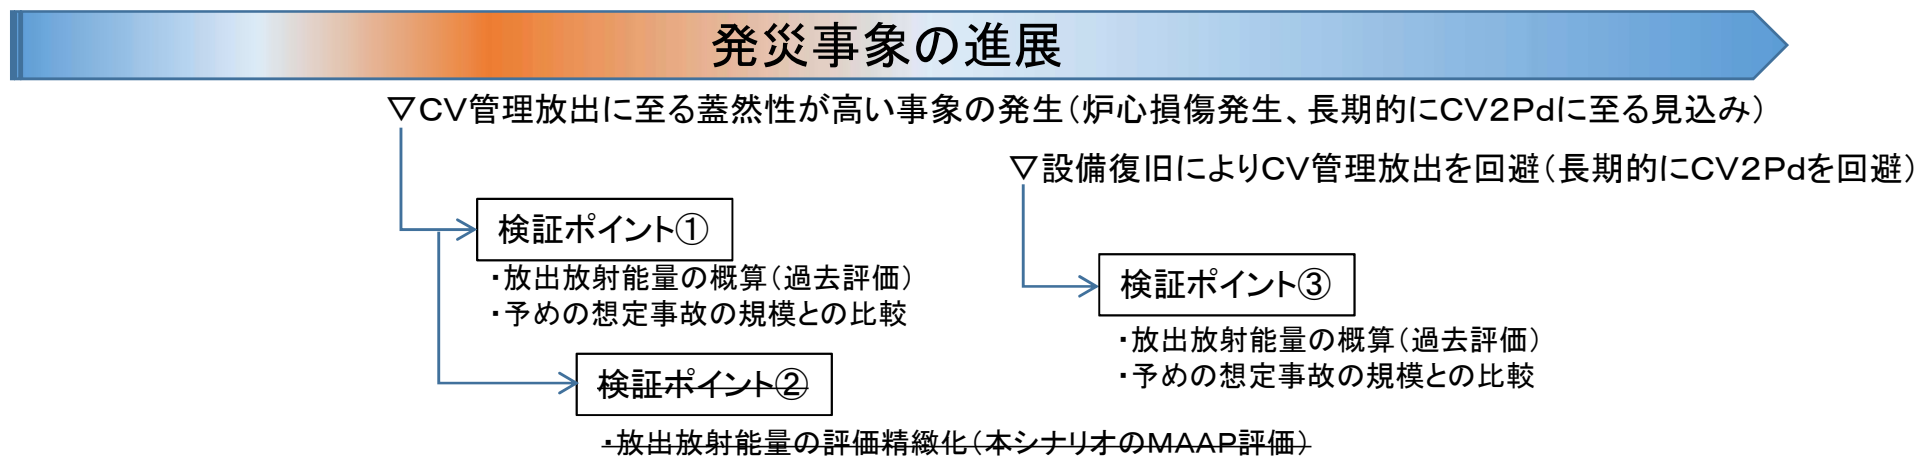 発災事象の進展
▽CV管理放出に至る蓋然性が高い事象の発生(炉心損傷発生、長期的にCV2Pdに至る見込み)
▽設備復旧によりCV管理放出を回避(長期的にCV2Pdを回避)
検証ポイント①
・放出放射能量の概算(過去評価)
・予めの想定事故の規模との比較
検証ポイント②
・放出放射能量の評価精緻化(本シナリオのMAAP評価)
検証ポイント③
・放出放射能量の概算(過去評価)
・予めの想定事故の規模との比較